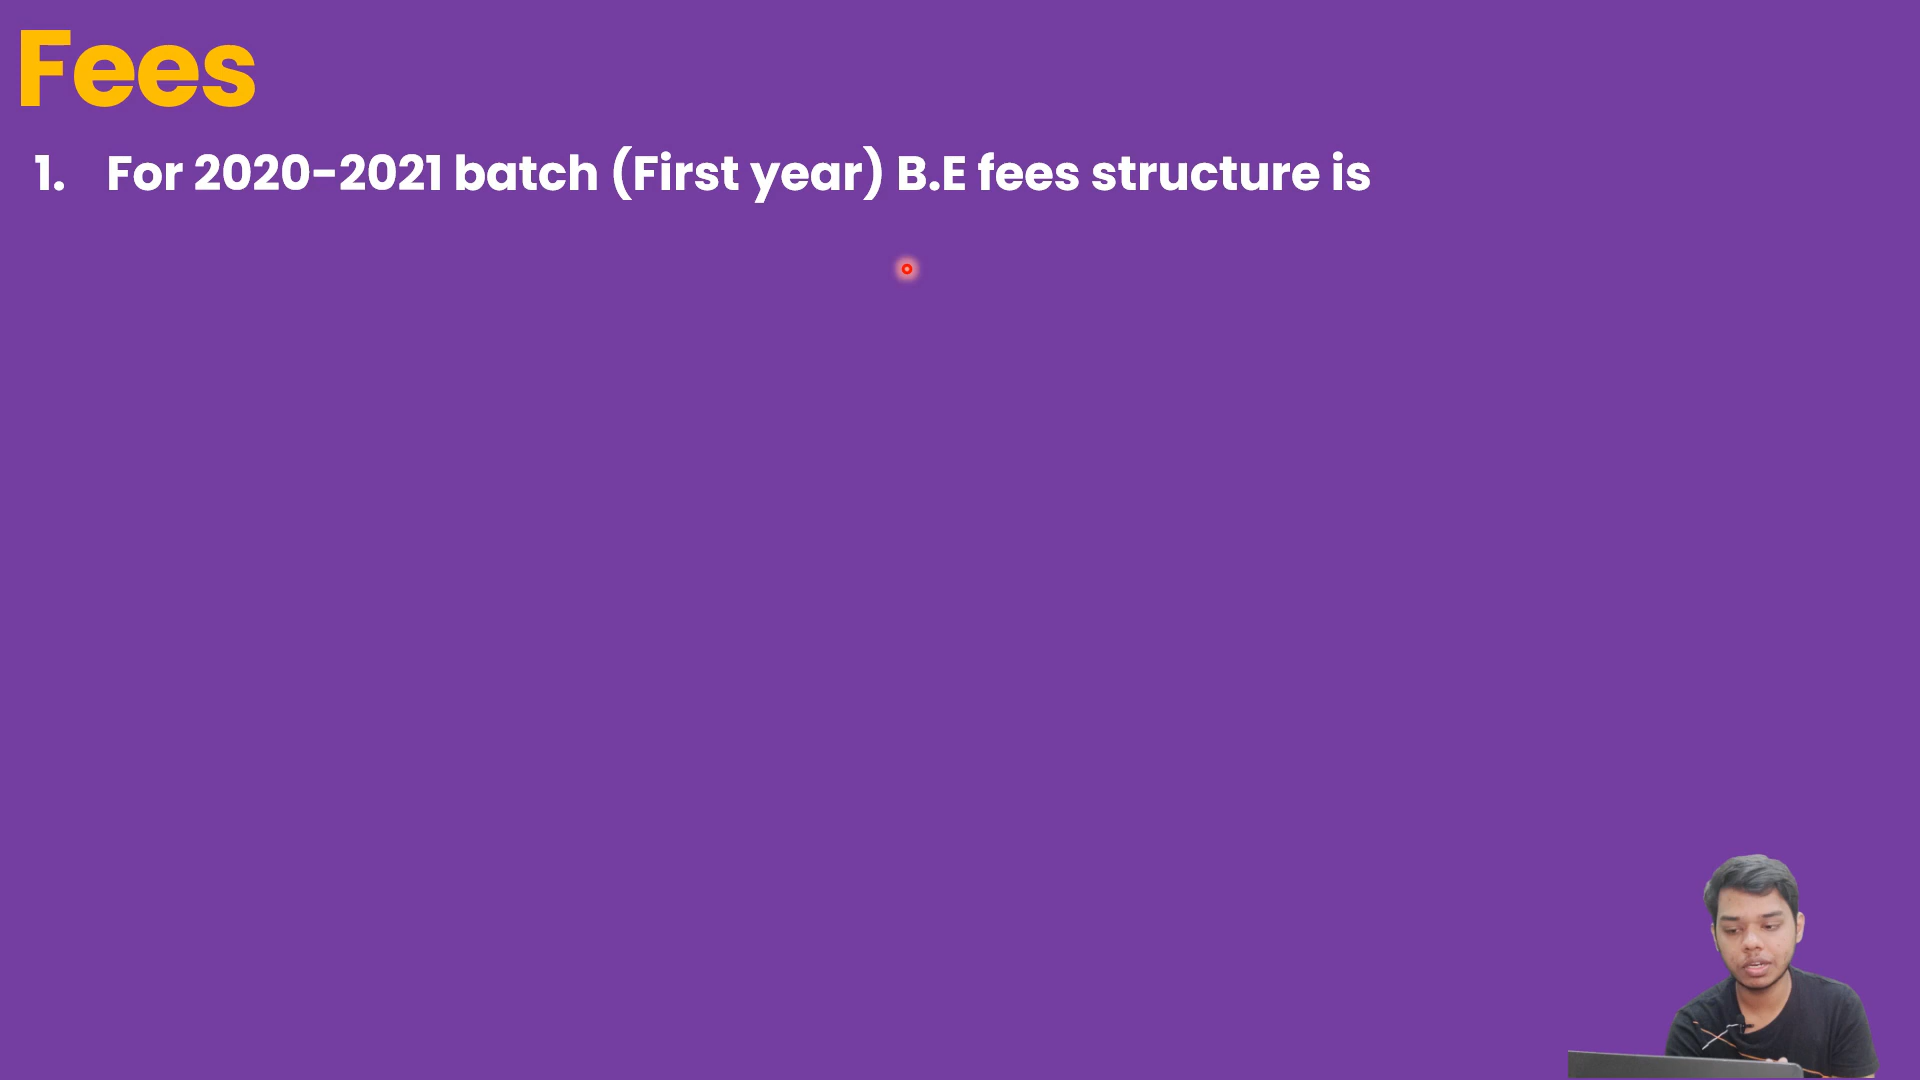 Fees
1. For 2020-2021 batch (First year) B.E fees structure is